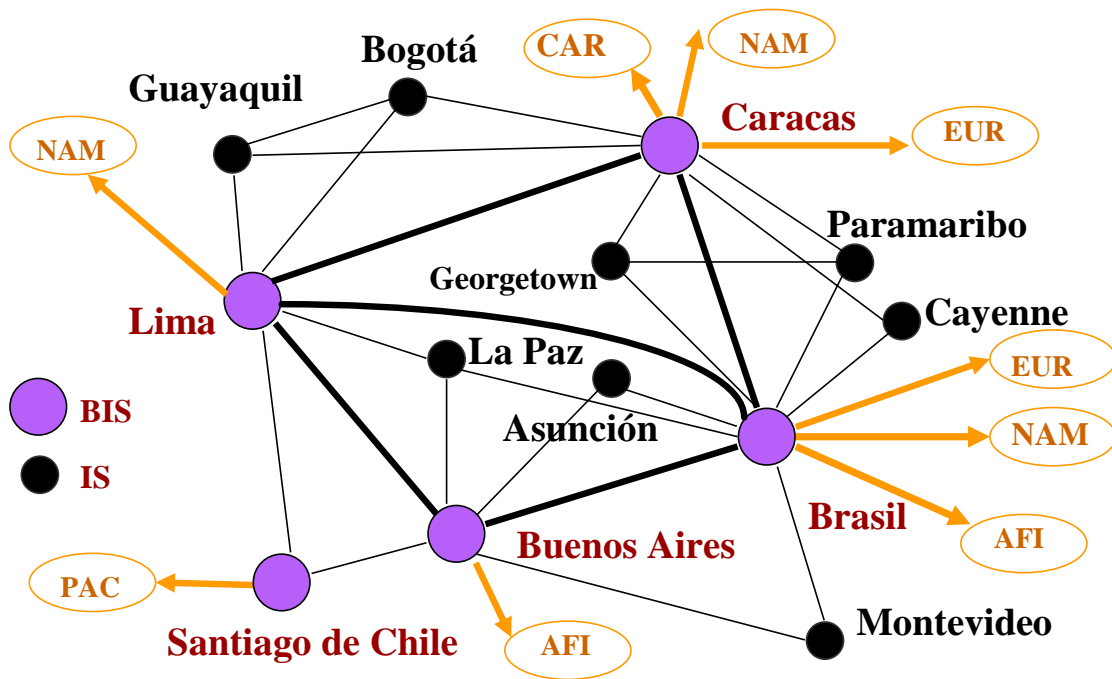 Bogotá
CAR
NAM
Guayaquil
Caracas
EUR
NAM
Paramaribo
Georgetown
Cayenne
Lima
La Paz
EUR
BIS
Asunción
NAM
IS
Brasil
Buenos Aires
AFI
PAC
Santiago de Chile
AFI
Montevideo